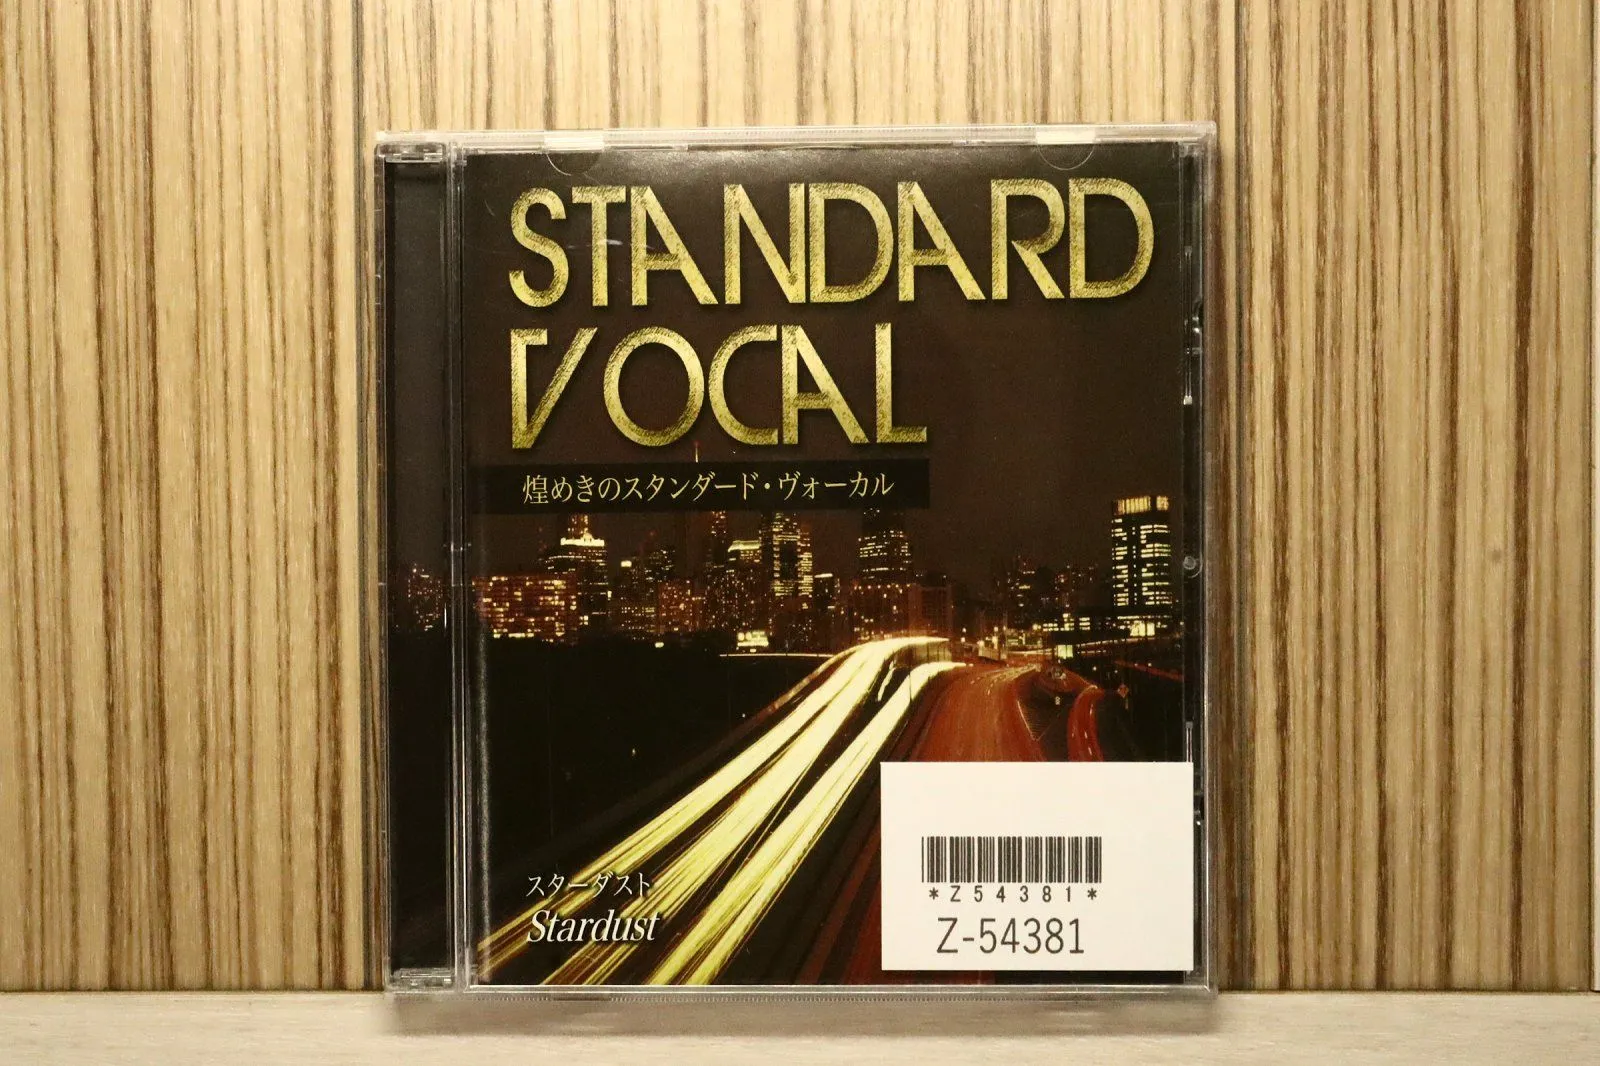 STANDARD
VOCAL
煌めきのスタンダード・ヴォーカル
スターダスト
Stardust
*Z54381*
Z-54381